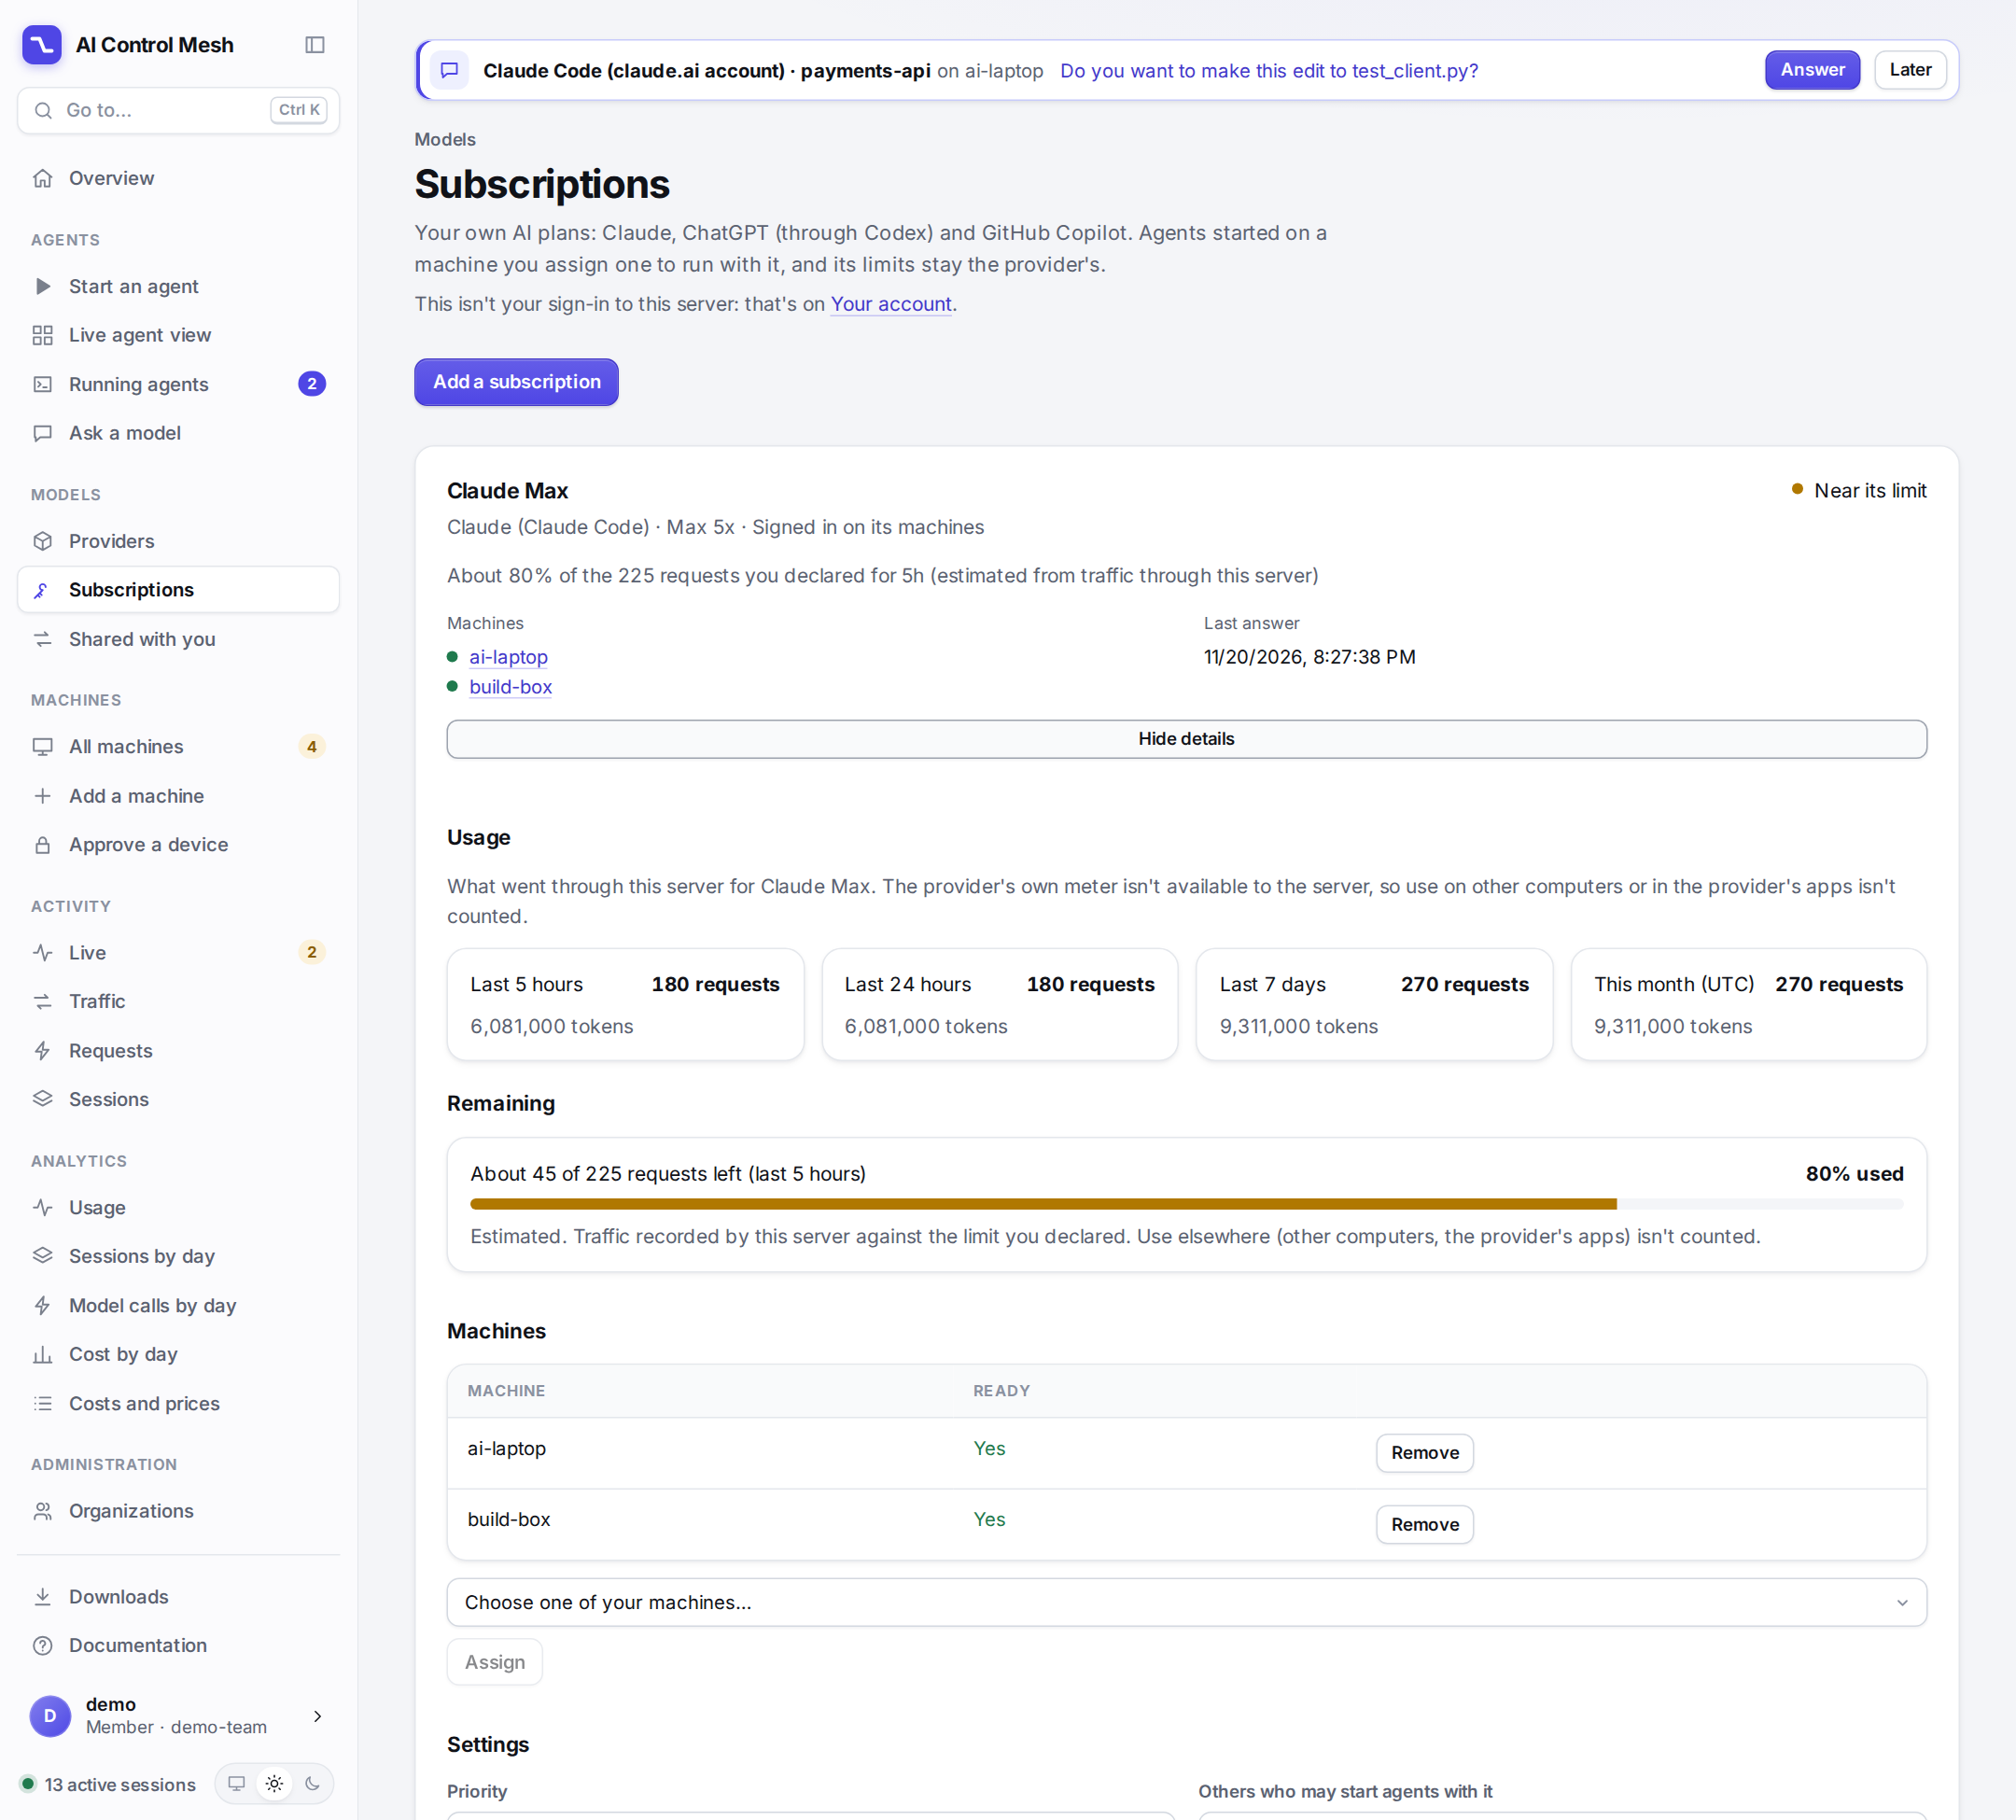 AI Control Mesh
Go to...
Ctrl K
Overview
AGENTS
Start an agent
Live agent view
Running agents 2
Ask a model
MODELS
Providers
Subscriptions
Shared with you
MACHINES
All machines 4
Add a machine
Approve a device
ACTIVITY
Live 2
Traffic
Requests
Sessions
ANALYTICS
Usage
Sessions by day
Model calls by day
Cost by day
Costs and prices
ADMINISTRATION
Organizations
Downloads
Documentation
D
demo
Member · demo-team
13 active sessions
Claude Code (claude.ai account) · payments-api on ai-laptop Do you want to make this edit to test_client.py?
Answer
Later
Models
Subscriptions
Your own AI plans: Claude, ChatGPT (through Codex) and GitHub Copilot. Agents started on a
machine you assign one to run with it, and its limits stay the provider's.
This isn't your sign-in to this server: that's on Your account.
Add a subscription
Claude Max
Near its limit
Claude (Claude Code) · Max 5x · Signed in on its machines
About 80% of the 225 requests you declared for 5h (estimated from traffic through this server)
Machines
ai-laptop
build-box
Last answer
11/20/2026, 8:27:38 PM
Hide details
Usage
What went through this server for Claude Max. The provider's own meter isn't available to the server, so use on other computers or in the provider's apps isn't
counted.
Last 5 hours 180 requests
6,081,000 tokens
Last 24 hours 180 requests
6,081,000 tokens
Last 7 days 270 requests
9,311,000 tokens
This month (UTC) 270 requests
9,311,000 tokens
Remaining
About 45 of 225 requests left (last 5 hours) 80% used
Estimated. Traffic recorded by this server against the limit you declared. Use elsewhere (other computers, the provider's apps) isn't counted.
Machines
MACHINE READY
ai-laptop Yes Remove
build-box Yes Remove
Choose one of your machines...
Assign
Settings
Priority
Others who may start agents with it